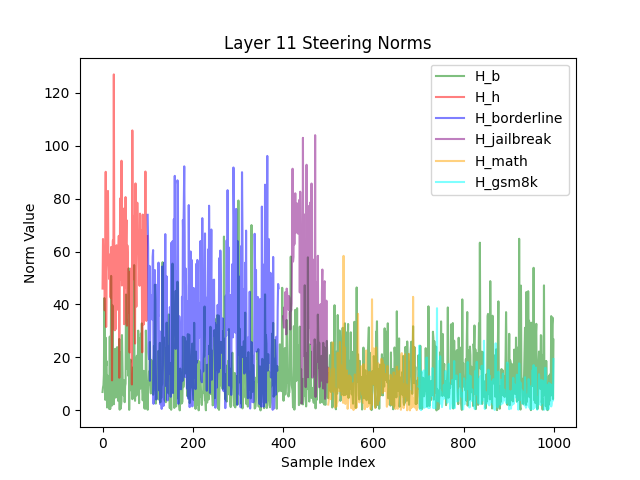 Layer 11 Steering Norms
Norm Value
120
100
80
60
40
20
0
H_b
H_h
H_borderline
H_jailbreak
H_math
H_gsm8k
0
200
400
600
800
1000
Sample Index